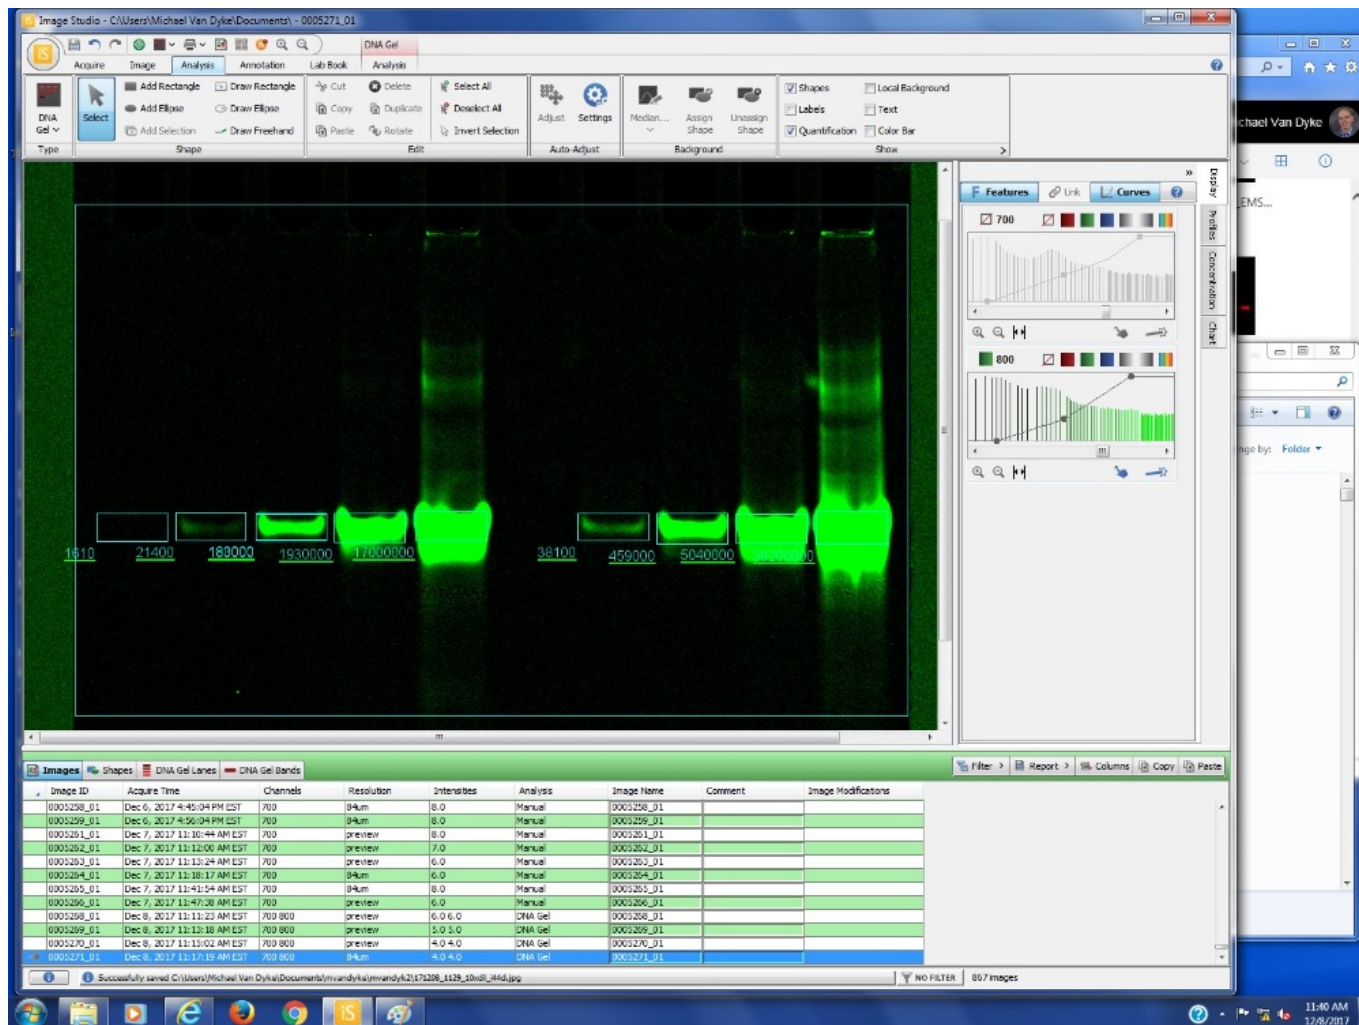 Image Studio - C:\Users\Michael Van Dyke\Documents\ - 0005271_01
DNA Gel
Acquire Image Analysis Annotation Lab Book Analysis
DNA Gel
Select
Add Rectangle Draw Rectangle
Add Ellipse Draw Ellipse
Add Selection Draw Freehand
Cut Delete Select All
Copy Duplicate Deselect All
Paste Rotate Invert Selection
Adjust Settings
Median... Assign Shape Unassign Shape
Shapes Local Background
Labels Text
Quantification Color Bar
Type Shape Edit Auto-Adjust Background Show
Michael Van Dyke
_EMS...
Features Link Curves
700
800
Display
Profiles
Concentration
Chart
1610 21400 183000 1930000 17000000 38100 459000 5040000
Folder
Images Shapes DNA Gel Lanes DNA Gel Bands
Filter > Report > Columns Copy Paste
Image ID Acquire Time Channels Resolution Intensities Analysis Image Name Comment Image Modifications
0005258_01 Dec 6, 2017 4:45:04 PM EST 700 84um 8.0 Manual 0005258_01
0005259_01 Dec 6, 2017 4:56:04 PM EST 700 84um 8.0 Manual 0005259_01
0005261_01 Dec 7, 2017 11:10:44 AM EST 700 preview 8.0 Manual 0005261_01
0005262_01 Dec 7, 2017 11:12:00 AM EST 700 preview 7.0 Manual 0005262_01
0005263_01 Dec 7, 2017 11:13:24 AM EST 700 preview 6.0 Manual 0005263_01
0005264_01 Dec 7, 2017 11:18:17 AM EST 700 84um 6.0 Manual 0005264_01
0005265_01 Dec 7, 2017 11:41:54 AM EST 700 preview 8.0 Manual 0005265_01
0005266_01 Dec 7, 2017 11:47:38 AM EST 700 preview 6.0 Manual 0005266_01
0005268_01 Dec 8, 2017 11:11:23 AM EST 700 800 preview 6.0 6.0 DNA Gel 0005268_01
0005269_01 Dec 8, 2017 11:13:18 AM EST 700 800 preview 5.0 5.0 DNA Gel 0005269_01
0005270_01 Dec 8, 2017 11:15:02 AM EST 700 800 preview 4.0 4.0 DNA Gel 0005270_01
0005271_01 Dec 8, 2017 11:17:19 AM EST 700 800 84um 4.0 4.0 DNA Gel 0005271_01
NO FILTER 867 images
11:40 AM
12/8/2017